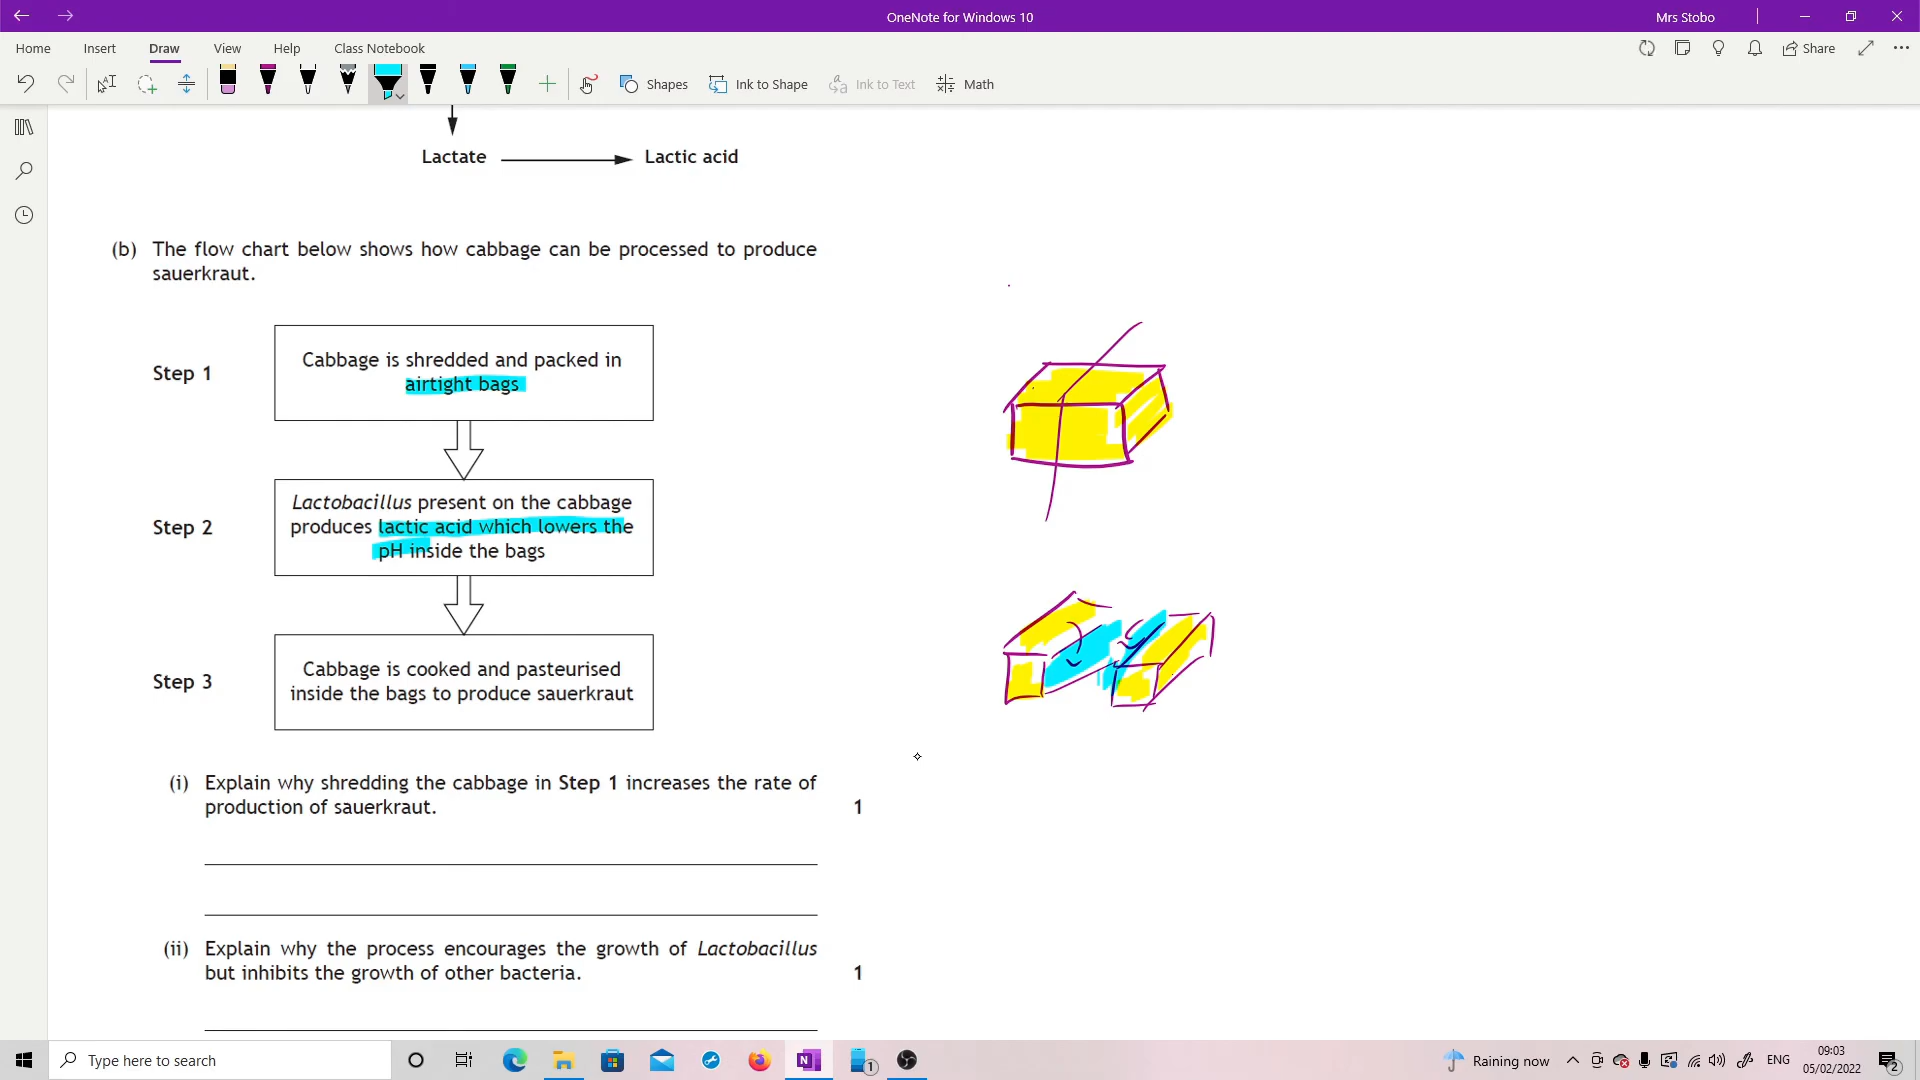 OneNote for Windows 10
Mrs Stobo
Home Insert Draw View Help Class Notebook
Share
Shapes Ink to Shape Ink to Text Math
Lactate Lactic acid
(b) The flow chart below shows how cabbage can be processed to produce
sauerkraut.
Step 1
Cabbage is shredded and packed in
airtight bags
Step 2
Lactobacillus present on the cabbage
produces lactic acid which lowers the
pH inside the bags
Step 3
Cabbage is cooked and pasteurised
inside the bags to produce sauerkraut
(i) Explain why shredding the cabbage in Step 1 increases the rate of
production of sauerkraut. 1
(ii) Explain why the process encourages the growth of Lactobacillus
but inhibits the growth of other bacteria. 1
Type here to search
1
Raining now
ENG
09:03
05/02/2022
2